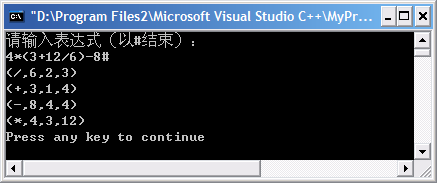 "D:\Program Files2\Microsoft Visual Studio C++\MyPr...
请输入表达式（以#结束）：
4*(3+12/6)-8#
(/,6,2,3)
(+,3,1,4)
(-,8,4,4)
(*,4,3,12)
Press any key to continue